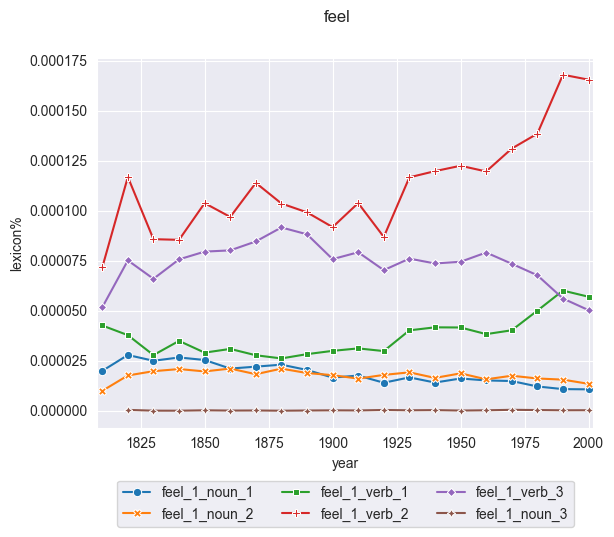 feel
0.000175
0.000150
0.000125
0.000100
0.000075
0.000050
0.000025
0.000000
lexicon%
1825 1850 1875 1900 1925 1950 1975 2000
year
feel_1_noun_1 feel_1_verb_1 feel_1_verb_3
feel_1_noun_2 feel_1_verb_2 feel_1_noun_3